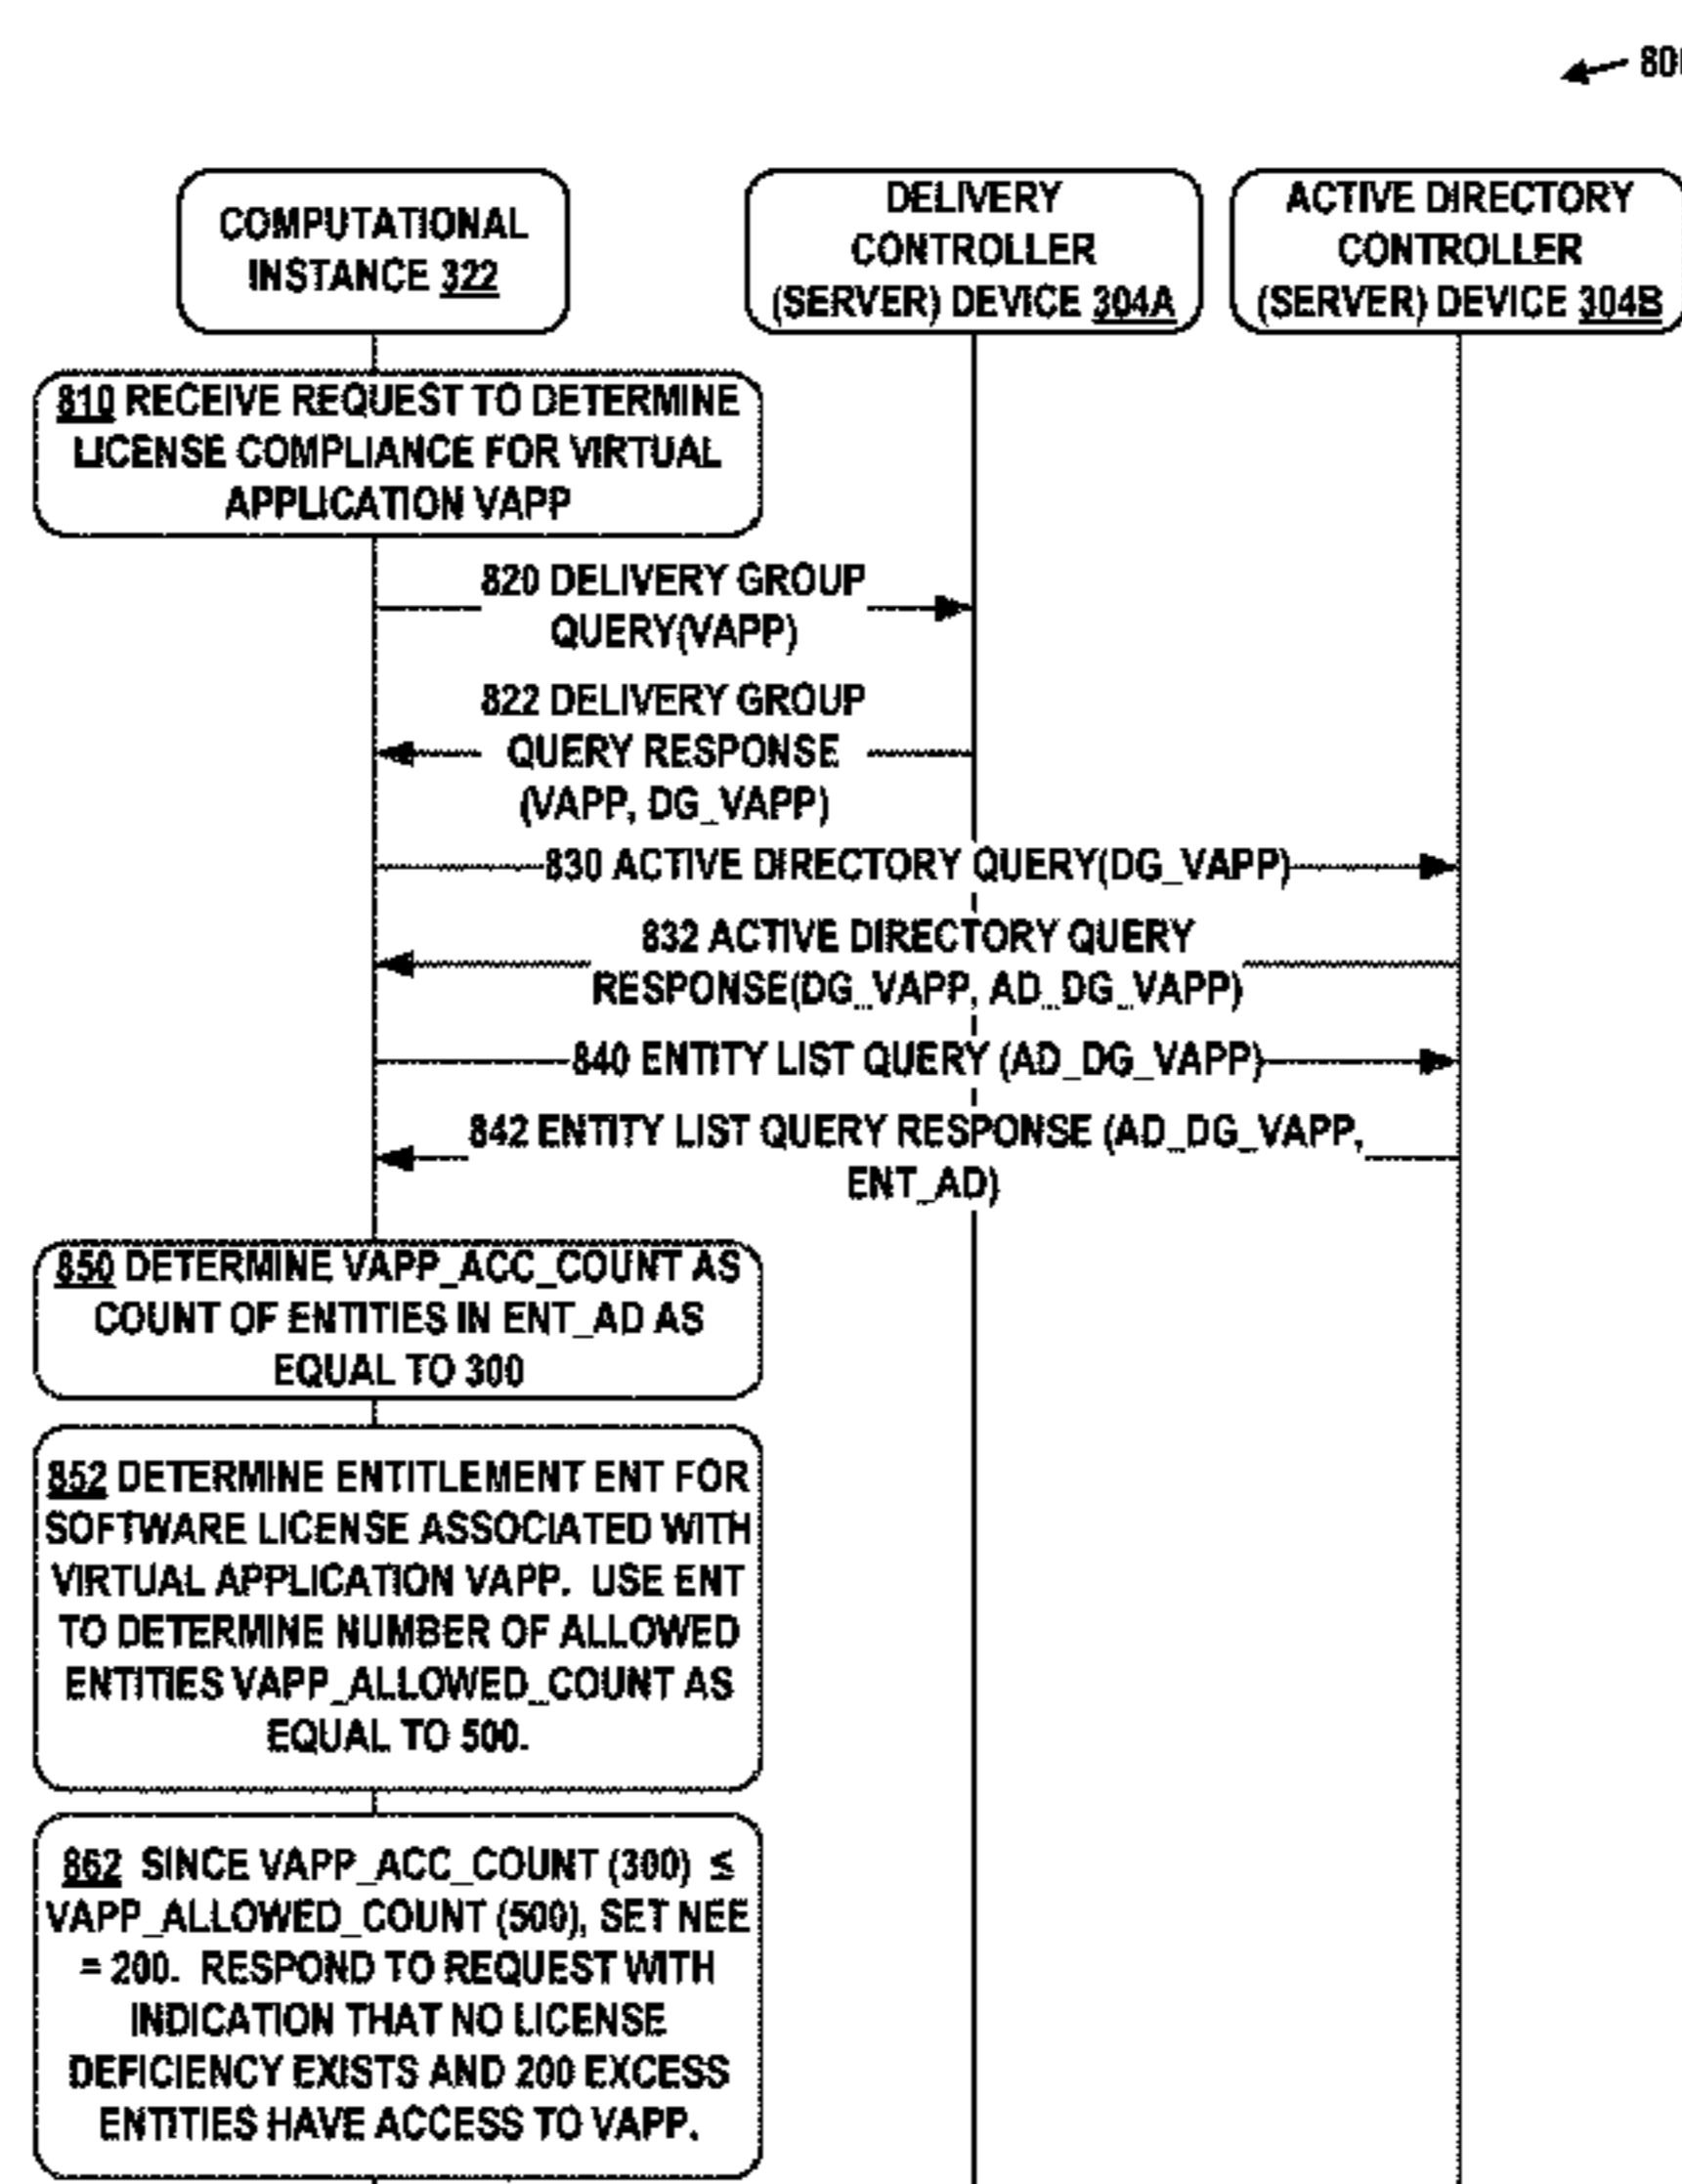 80
COMPUTATIONAL
INSTANCE 322
DELIVERY
CONTROLLER
(SERVER) DEVICE 304A
ACTIVE DIRECTORY
CONTROLLER
(SERVER) DEVICE 304B
810 RECEIVE REQUEST TO DETERMINE
LICENSE COMPLIANCE FOR VIRTUAL
APPLICATION VAPP
820 DELIVERY GROUP
QUERY(VAPP)
822 DELIVERY GROUP
QUERY RESPONSE
(VAPP, DG_VAPP)
830 ACTIVE DIRECTORY QUERY(DG_VAPP)
832 ACTIVE DIRECTORY QUERY
RESPONSE(DG_VAPP, AD_DG_VAPP)
840 ENTITY LIST QUERY (AD_DG_VAPP)
842 ENTITY LIST QUERY RESPONSE (AD_DG_VAPP,
ENT_AD)
850 DETERMINE VAPP_ACC_COUNT AS
COUNT OF ENTITIES IN ENT_AD AS
EQUAL TO 300
852 DETERMINE ENTITLEMENT ENT FOR
SOFTWARE LICENSE ASSOCIATED WITH
VIRTUAL APPLICATION VAPP. USE ENT
TO DETERMINE NUMBER OF ALLOWED
ENTITIES VAPP_ALLOWED_COUNT AS
EQUAL TO 500.
862 SINCE VAPP_ACC_COUNT (300) ≤
VAPP_ALLOWED_COUNT (500), SET NEE
= 200. RESPOND TO REQUEST WITH
INDICATION THAT NO LICENSE
DEFICIENCY EXISTS AND 200 EXCESS
ENTITIES HAVE ACCESS TO VAPP.